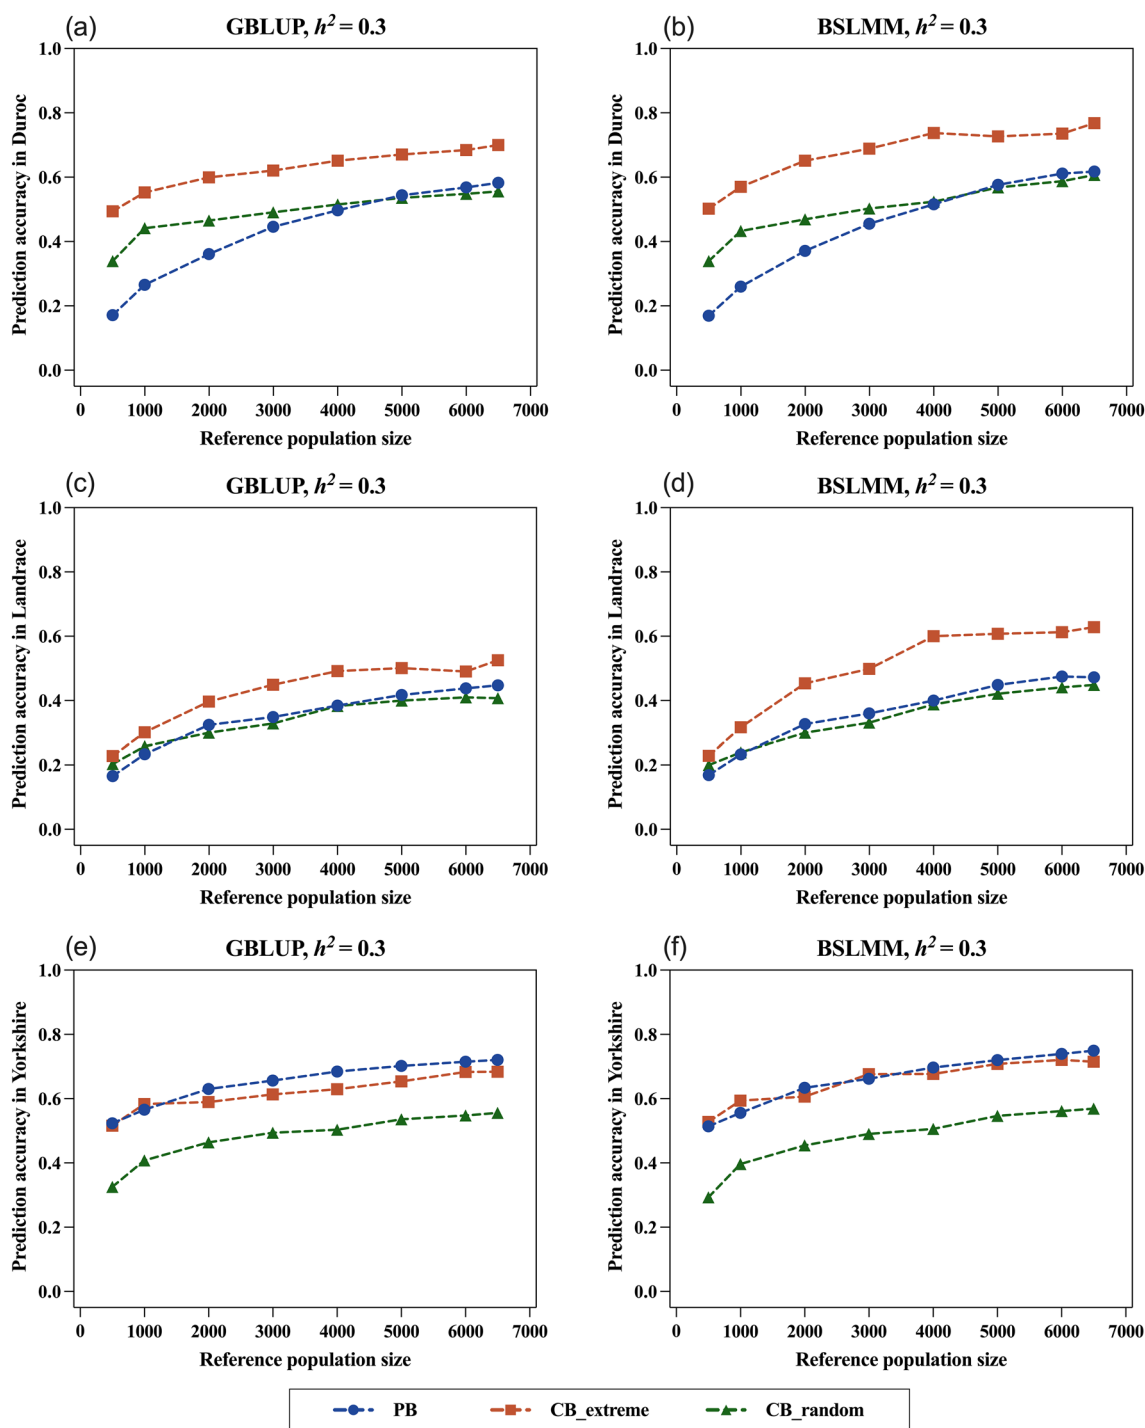 (a)
GBLUP, h² = 0.3
Prediction accuracy in Duroc
1.0
0.8
0.6
0.4
0.2
0.0
0 1000 2000 3000 4000 5000 6000 7000
Reference population size
(b)
BSLMM, h² = 0.3
Prediction accuracy in Duroc
1.0
0.8
0.6
0.4
0.2
0.0
0 1000 2000 3000 4000 5000 6000 7000
Reference population size
(c)
GBLUP, h² = 0.3
Prediction accuracy in Landrace
1.0
0.8
0.6
0.4
0.2
0.0
0 1000 2000 3000 4000 5000 6000 7000
Reference population size
(d)
BSLMM, h² = 0.3
Prediction accuracy in Landrace
1.0
0.8
0.6
0.4
0.2
0.0
0 1000 2000 3000 4000 5000 6000 7000
Reference population size
(e)
GBLUP, h² = 0.3
Prediction accuracy in Yorkshire
1.0
0.8
0.6
0.4
0.2
0.0
0 1000 2000 3000 4000 5000 6000 7000
Reference population size
(f)
BSLMM, h² = 0.3
Prediction accuracy in Yorkshire
1.0
0.8
0.6
0.4
0.2
0.0
0 1000 2000 3000 4000 5000 6000 7000
Reference population size
PB CB_extreme CB_random